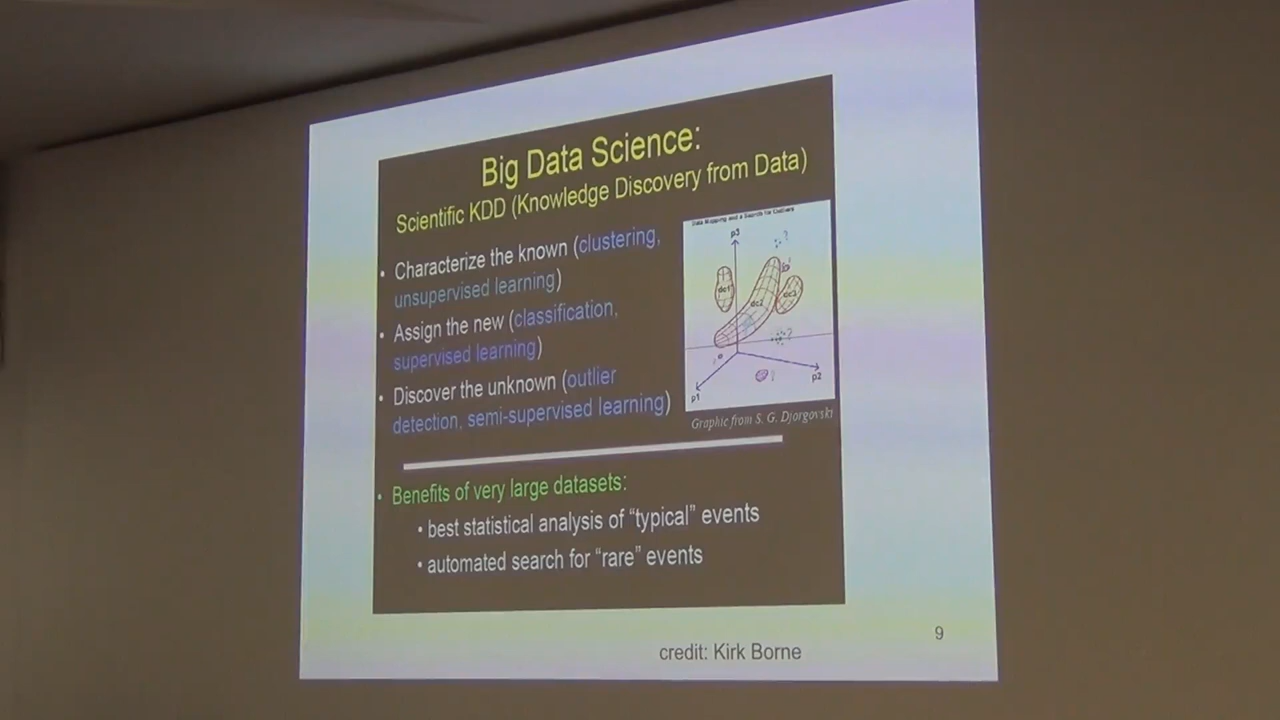 Big Data Science:
Scientific KDD (Knowledge Discovery from Data)
• Characterize the known (clustering,
unsupervised learning)
• Assign the new (classification,
supervised learning)
• Discover the unknown (outlier
detection, semi-supervised learning)
Data Mapping and a Search for Outliers
p3
?
dc1
dc2
dc3
?
p1
p2
?
Graphic from S. G. Djorgovski
• Benefits of very large datasets:
• best statistical analysis of “typical” events
• automated search for “rare” events
9
credit: Kirk Borne